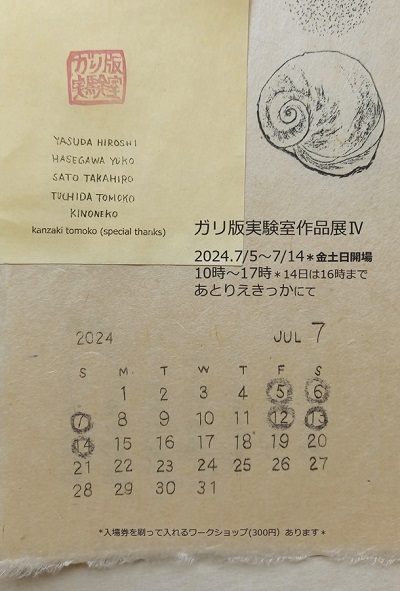 ガリ版
実験室
YASUDA HIROSHI
HASEGAWA YUKO
SATO TAKAHIRO
TUCHIDA TOMOKO
KINONEKO
kanzaki tomoko (special thanks)
ガリ版実験室作品展Ⅳ
2024.7/5～7/14＊金土日開場
10時～17時＊14日は16時まで
あとりえきっかにて
2024 JUL 7
S M T W T F S
1 2 3 4 5 6
7 8 9 10 11 12 13
14 15 16 17 18 19 20
21 22 23 24 25 26 27
28 29 30 31
*入場券を刷って入れるワークショップ(300円）あります＊